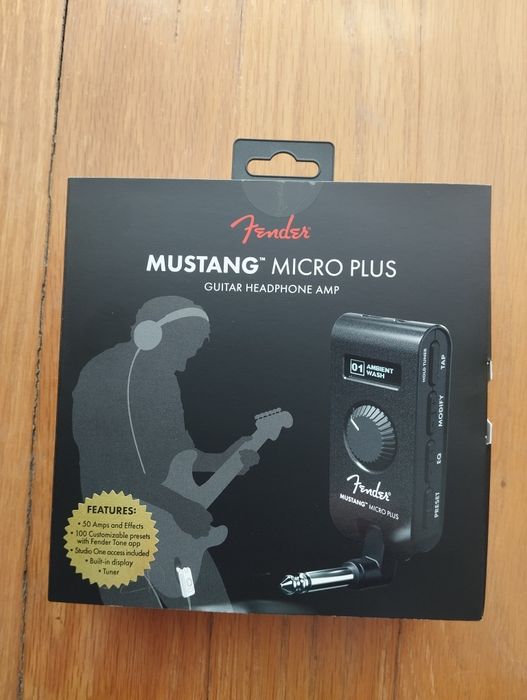 Fender
MUSTANG™ MICRO PLUS
GUITAR HEADPHONE AMP
01 AMBIENT
WASH
HOLD:TUNER
TAP
MODIFY
EQ
PRESET
Fender
MUSTANG™ MICRO PLUS
FEATURES:
• 50 Amps and Effects
• 100 Customizable presets
with Fender Tone app
• Studio One access included
• Built-in display
• Tuner